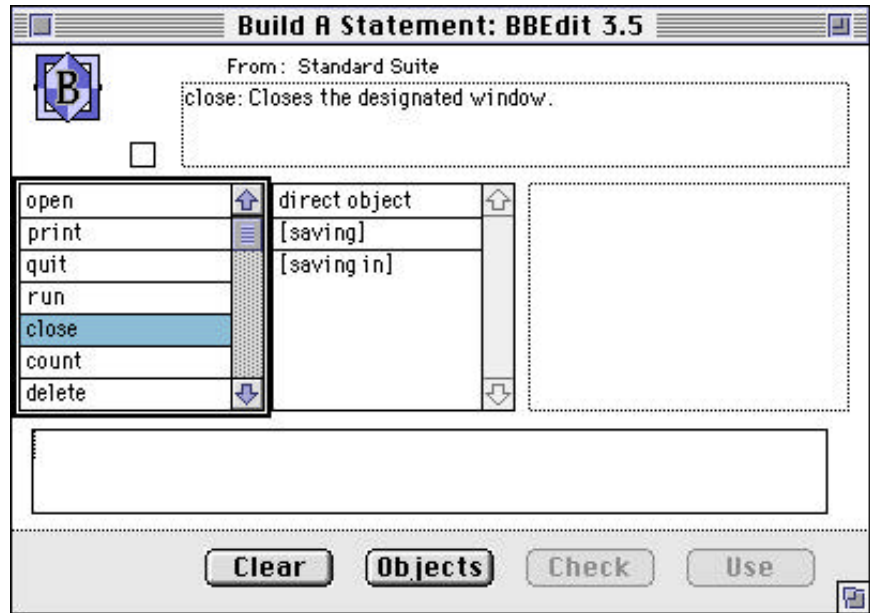 Build A Statement: BBEdit 3.5
B
From: Standard Suite
close: Closes the designated window.
open
print
quit
run
close
count
delete
direct object
[saving]
[saving in]
Clear
Objects
Check
Use